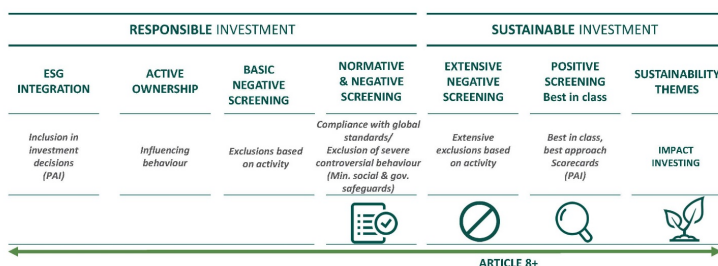 RESPONSIBLE INVESTMENT
SUSTAINABLE INVESTMENT
ESG
INTEGRATION
ACTIVE
OWNERSHIP
BASIC
NEGATIVE
SCREENING
NORMATIVE
& NEGATIVE
SCREENING
EXTENSIVE
NEGATIVE
SCREENING
POSITIVE
SCREENING
Best in class
SUSTAINABILITY
THEMES
Inclusion in
investment
decisions
(PAI)
Influencing
behaviour
Exclusions based
on activity
Compliance with global
standards/
Exclusion of severe
controversial behaviour
(Min. social & gov.
safeguards)
Extensive
exclusions based
on activity
Best in class,
best approach
Scorecards
(PAI)
IMPACT
INVESTING
ARTICLE 8+